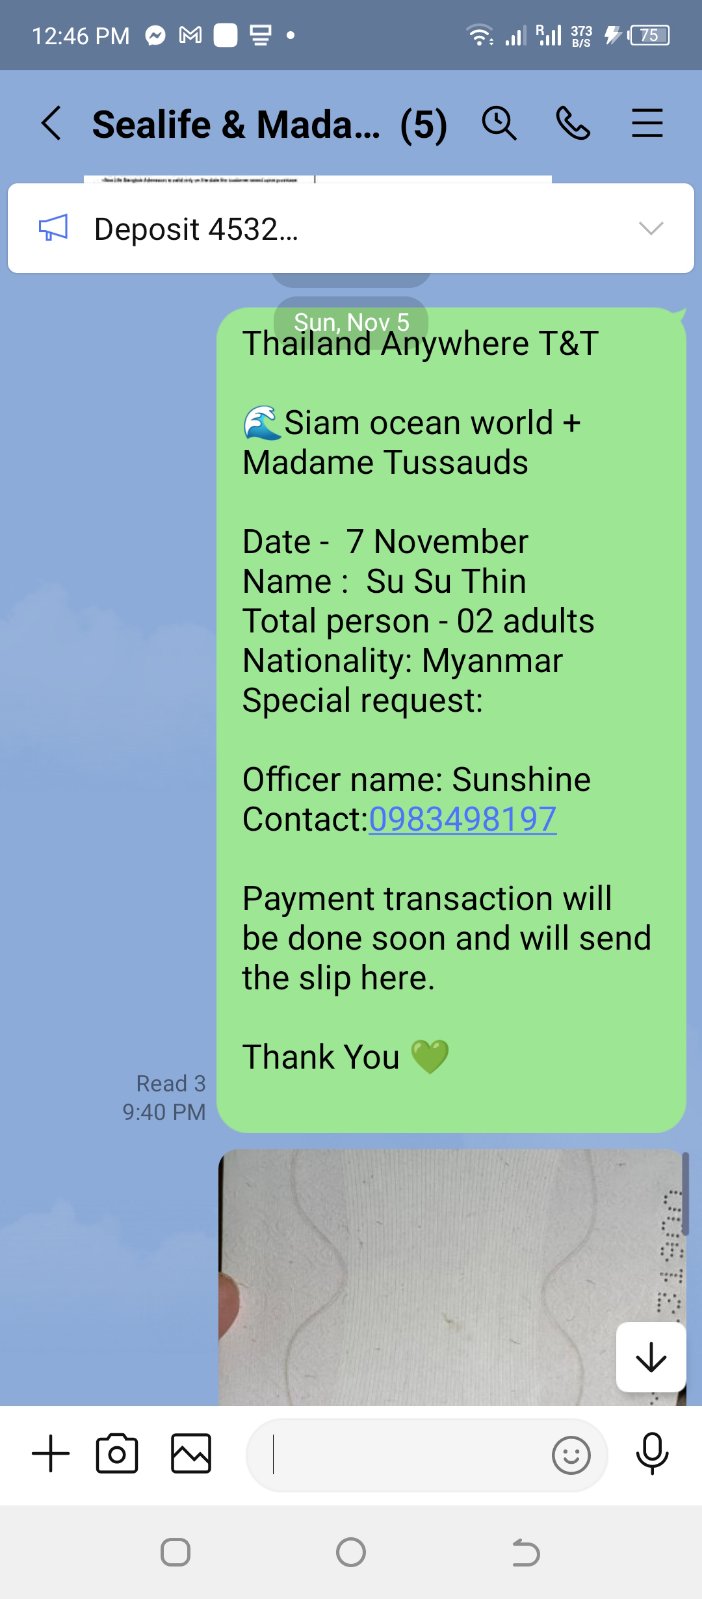 12:46 PM
373
B/S
R
75
Sealife & Mada... (5)
Deposit 4532...
Sun, Nov 5
Thailand Anywhere T&T
🌊Siam ocean world +
Madame Tussauds
Date -  7 November
Name :  Su Su Thin
Total person - 02 adults
Nationality: Myanmar
Special request:
Officer name: Sunshine
Contact:0983498197
Payment transaction will
be done soon and will send
the slip here.
Thank You 💚
Read 3
9:40 PM